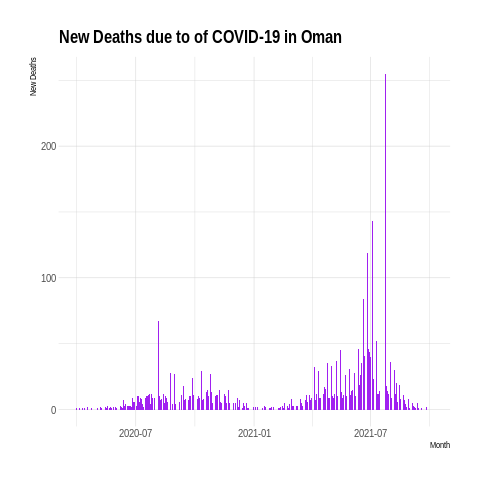 New Deaths due to of COVID-19 in Oman
New Deaths
200
100
0
2020-07
2021-01
2021-07
Month